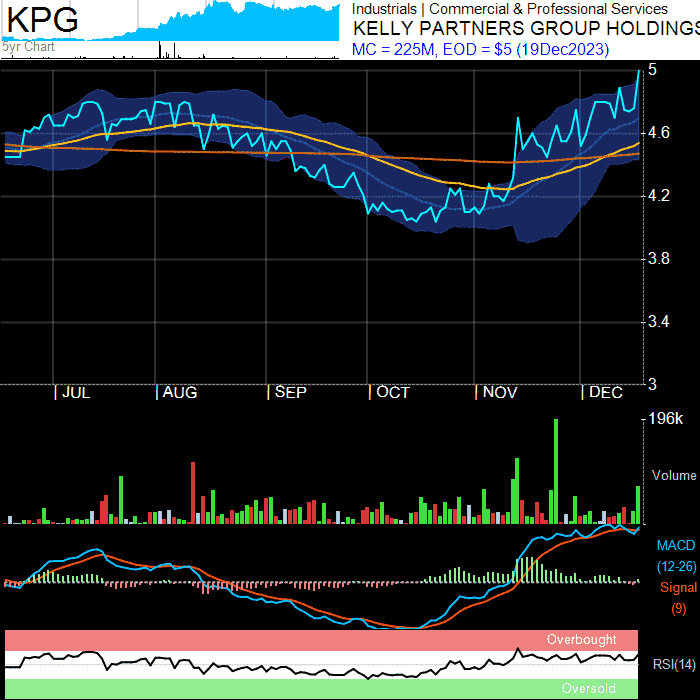 KPG
5yr Chart
Industrials | Commercial & Professional Services
KELLY PARTNERS GROUP HOLDINGS
MC = 225M, EOD = $5 (19Dec2023)
5
4.6
4.2
3.8
3.4
3
| JUL | AUG | SEP | OCT | NOV | DEC
196k
Volume
MACD
(12-26)
Signal
(9)
Overbought
RSI(14)
Oversold